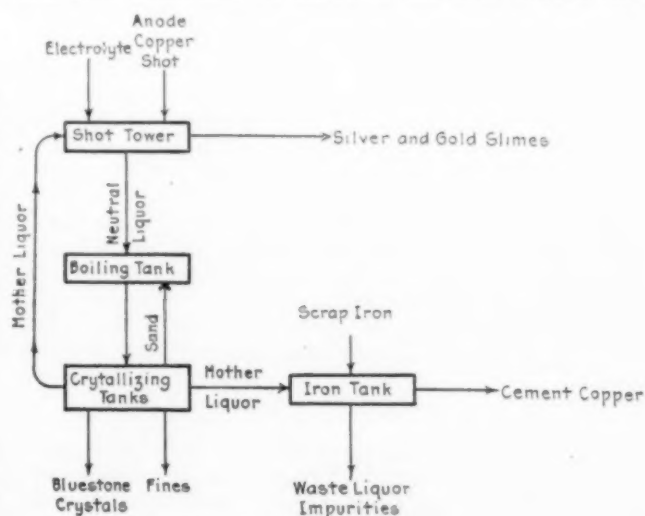 Electrolyte
Anode
Copper
Shot
Shot Tower
Silver and Gold Slimes
Mother Liquor
Neutral
Liquor
Boiling Tank
Sand
Scrap Iron
Crytallizing
Tanks
Mother
Liquor
Iron Tank
Cement Copper
Bluestone
Crystals
Fines
Waste Liquor
Impurities